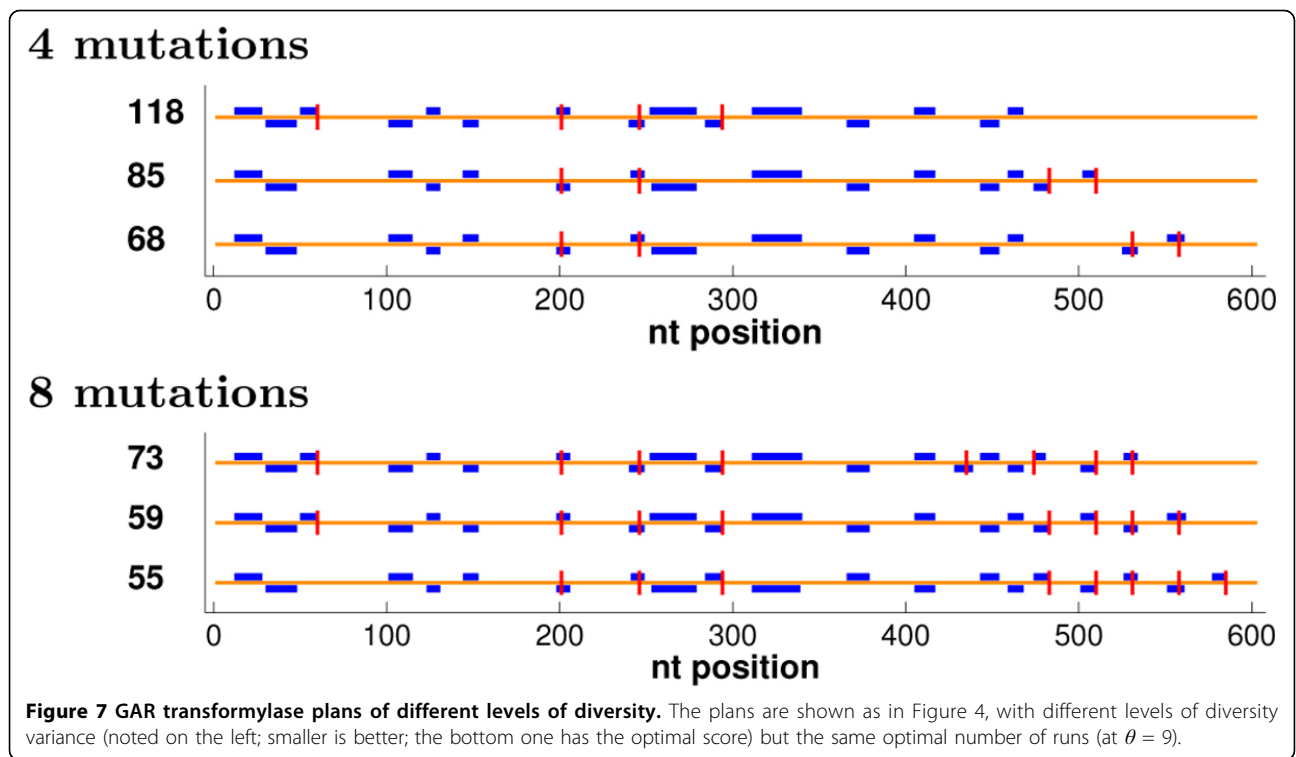 4 mutations
118
85
68
0 100 200 300 400 500 600
nt position
8 mutations
73
59
55
0 100 200 300 400 500 600
nt position
Figure 7 GAR transformylase plans of different levels of diversity. The plans are shown as in Figure 4, with different levels of diversity
variance (noted on the left; smaller is better; the bottom one has the optimal score) but the same optimal number of runs (at θ = 9).